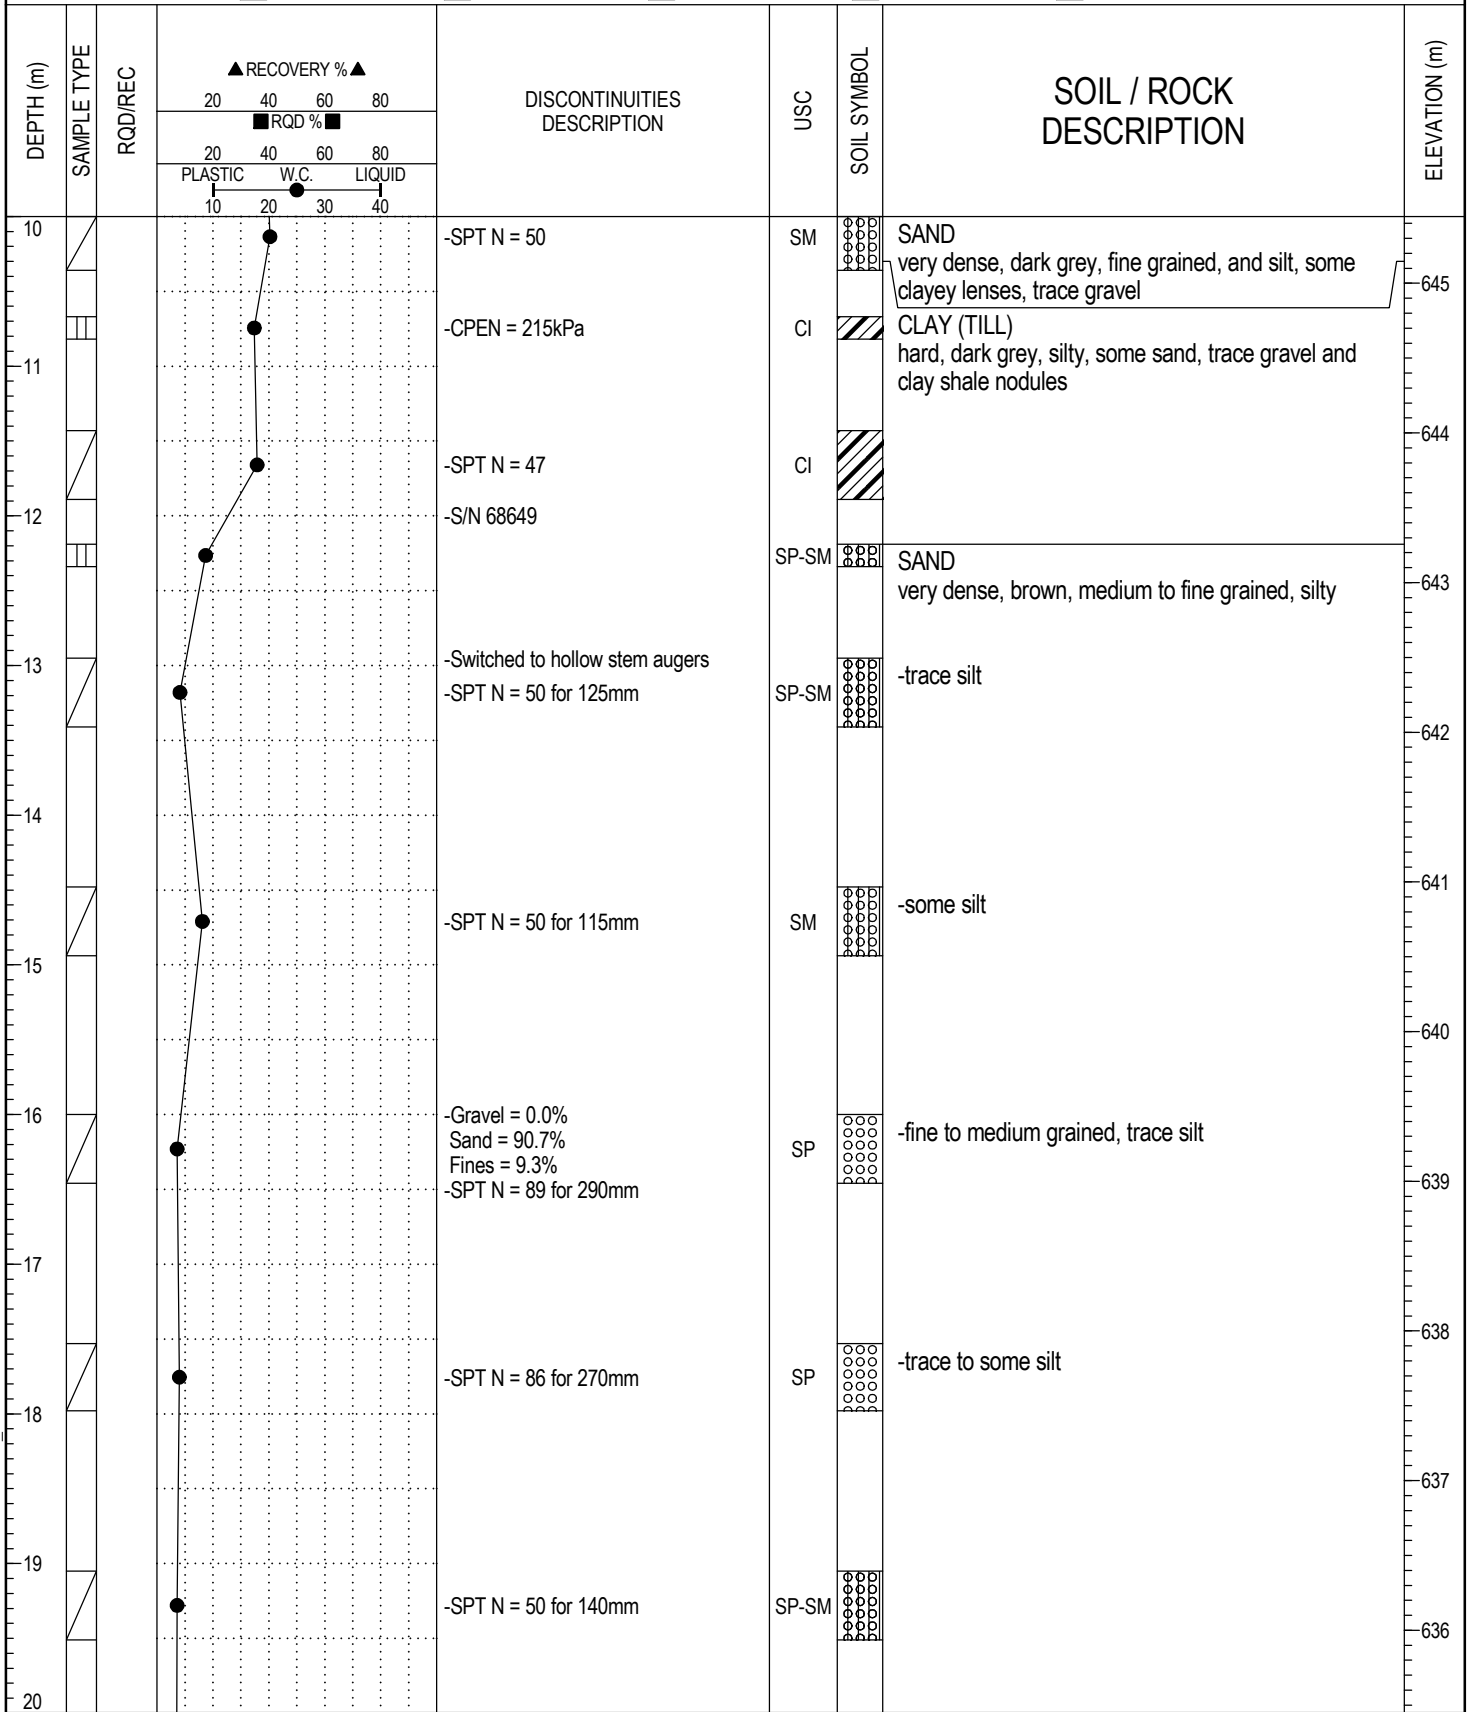 DEPTH (m)
SAMPLE TYPE
RQD/REC
▲ RECOVERY % ▲
20 40 60 80
■ RQD % ■
20 40 60 80
PLASTIC W.C. LIQUID
10 20 30 40
DISCONTINUITIES
DESCRIPTION
USC
SOIL SYMBOL
SOIL / ROCK
DESCRIPTION
ELEVATION (m)
10
-SPT N = 50
SM
SAND
very dense, dark grey, fine grained, and silt, some
clayey lenses, trace gravel
645
-CPEN = 215kPa
CI
CLAY (TILL)
hard, dark grey, silty, some sand, trace gravel and
clay shale nodules
11
644
-SPT N = 47
CI
12
-S/N 68649
SP-SM
SAND
very dense, brown, medium to fine grained, silty
643
13
-Switched to hollow stem augers
-SPT N = 50 for 125mm
SP-SM
-trace silt
642
14
641
-SPT N = 50 for 115mm
SM
-some silt
15
640
16
-Gravel = 0.0%
Sand = 90.7%
Fines = 9.3%
-SPT N = 89 for 290mm
SP
-fine to medium grained, trace silt
639
17
638
-SPT N = 86 for 270mm
SP
-trace to some silt
18
637
19
-SPT N = 50 for 140mm
SP-SM
636
20